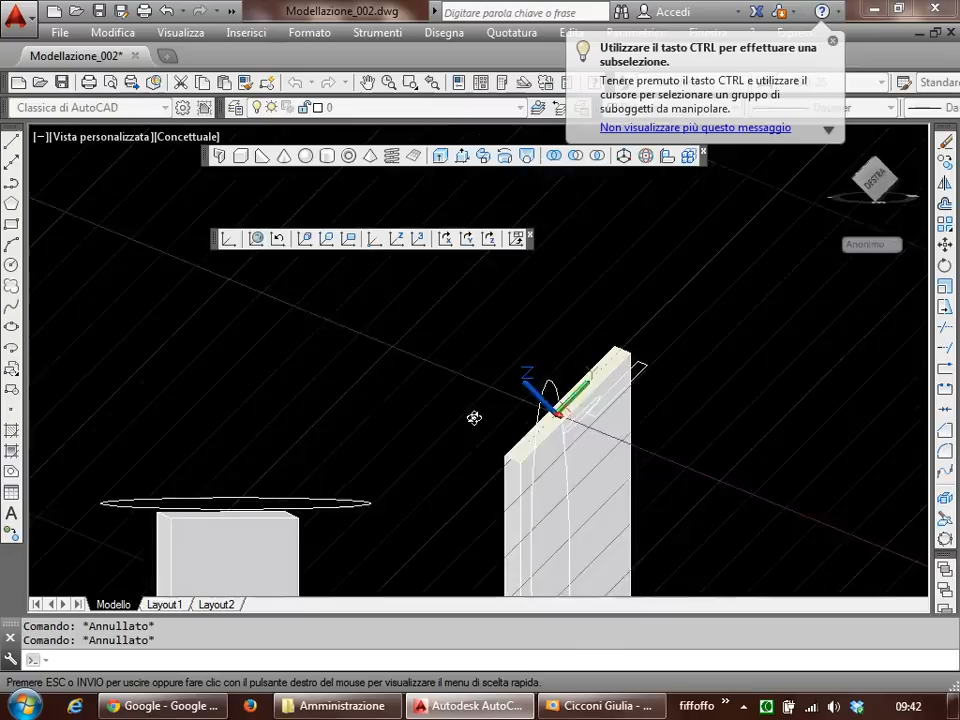 Modellazione_002.dwg
Digitare parola chiave o frase
Accedi
File
Modifica
Visualizza
Inserisci
Formato
Strumenti
Disegna
Quotatura
Modellazione_002*
Utilizzare il tasto CTRL per effettuare una
subselezione.
Tenere premuto il tasto CTRL e utilizzare il
cursore per selezionare un gruppo di
suboggetti da manipolare.
Non visualizzare più questo messaggio
Standard
Classica di AutoCAD
0
[−][Vista personalizzata][Concettuale]
DESTRA
Anonimo
Z
Modello
Layout1
Layout2
Comando: *Annullato*
Comando: *Annullato*
Premere ESC o INVIO per uscire oppure fare clic con il pulsante destro del mouse per visualizzare il menu di scelta rapida.
Google - Google ...
Amministrazione
Autodesk AutoC...
Cicconi Giulia - ...
fiffoffo
09:42